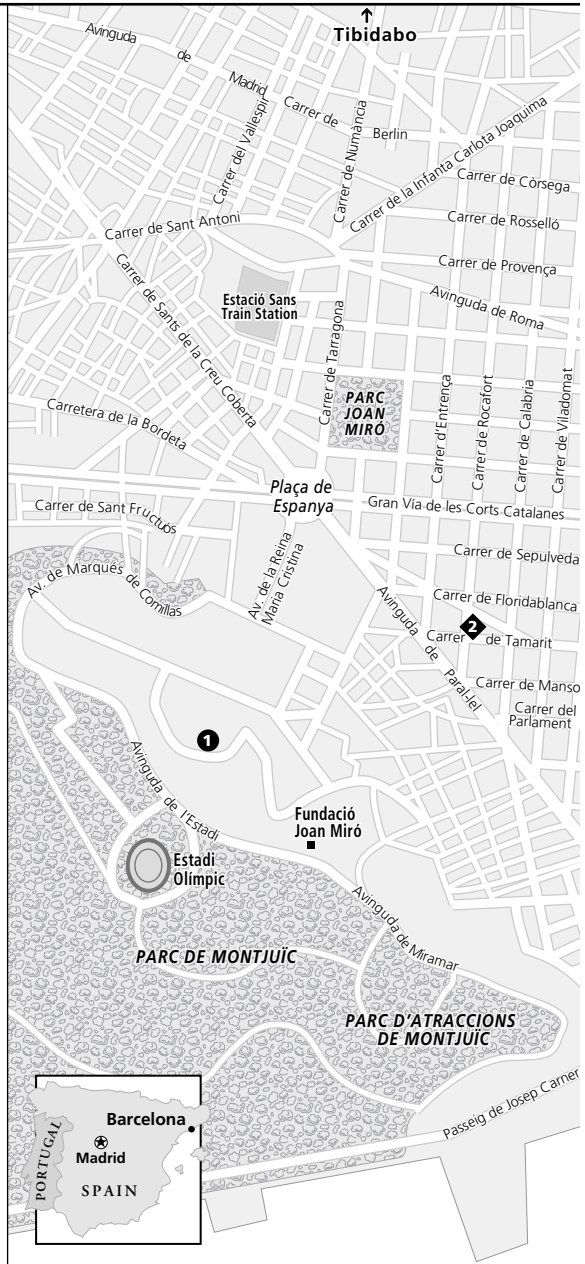 Tibidabo
Avinguda de Madrid
Carrer de Berlin
Carrer del Vallespir
Carrer de Numància
Carrer de la Infanta Carlota Joaquima
Carrer de Còrsega
Carrer de Rosselló
Carrer de Sant Antoni
Carrer de Provença
Estació Sans
Train Station
Avinguda de Roma
Carrer de Sants de la Creu Coberta
Carrer de Tarragona
PARC
JOAN
MIRÓ
Carrer d'Entrença
Carrer de Rocafort
Carrer de Calabria
Carrer de Viladomat
Carretera de la Bordeta
Plaça de
Espanya
Gran Vía de les Corts Catalanes
Carrer de Sant Fructuós
Carrer de Sepulveda
Av. de la Reina
Maria Cristina
Av. de Marquês de Comillas
Carrer de Floridablanca
2
Carrer de Tamarit
Avinguda de Paral-lel
Carrer de Manso
Carrer del
Parlament
1
Avinguda de l'Estadi
Fundació
Joan Miró
Estadi
Olímpic
Avinguda de Miramar
PARC DE MONTJUÏC
PARC D'ATRACCIONS
DE MONTJUÏC
Passeig de Josep Carner
Barcelona
Madrid
PORTUGAL
SPAIN